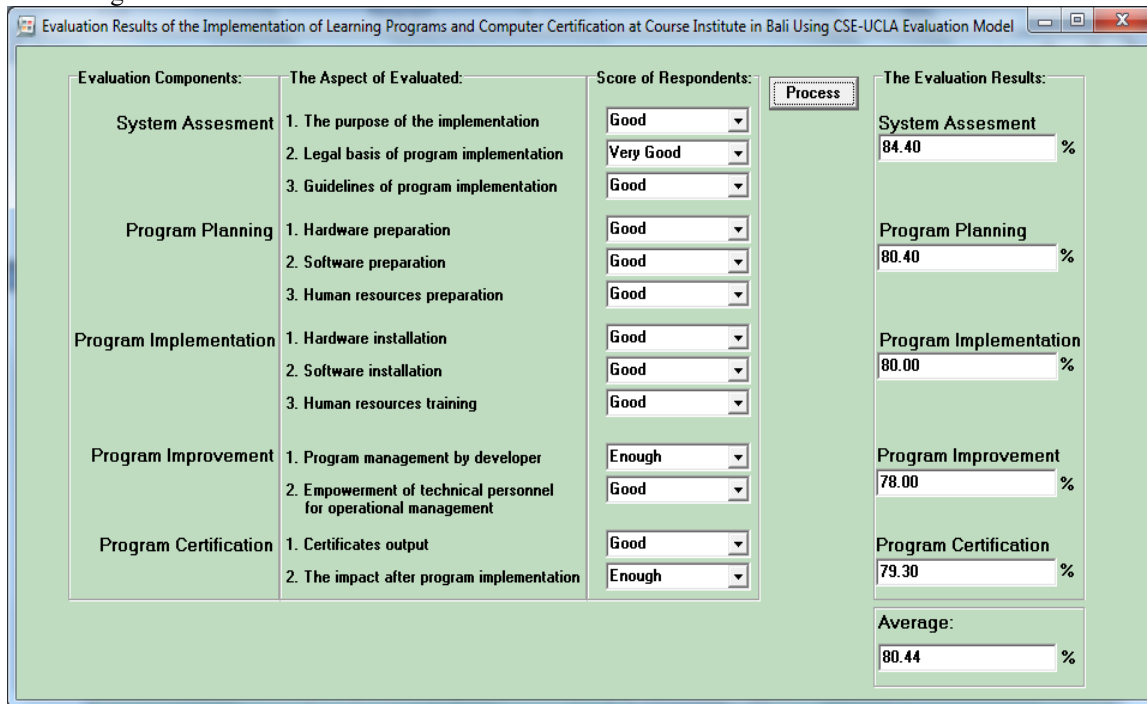 Evaluation Results of the Implementation of Learning Programs and Computer Certification at Course Institute in Bali Using CSE-UCLA Evaluation Model
Evaluation Components: The Aspect of Evaluated: Score of Respondents: Process The Evaluation Results:
System Assesment 1. The purpose of the implementation Good System Assesment
2. Legal basis of program implementation Very Good 84.40 %
3. Guidelines of program implementation Good
Program Planning 1. Hardware preparation Good Program Planning
2. Software preparation Good 80.40 %
3. Human resources preparation Good
Program Implementation 1. Hardware installation Good Program Implementation
2. Software installation Good 80.00 %
3. Human resources training Good
Program Improvement 1. Program management by developer Enough Program Improvement
2. Empowerment of technical personnel Good 78.00 %
for operational management
Program Certification 1. Certificates output Good Program Certification
2. The impact after program implementation Enough 79.30 %
Average:
80.44 %